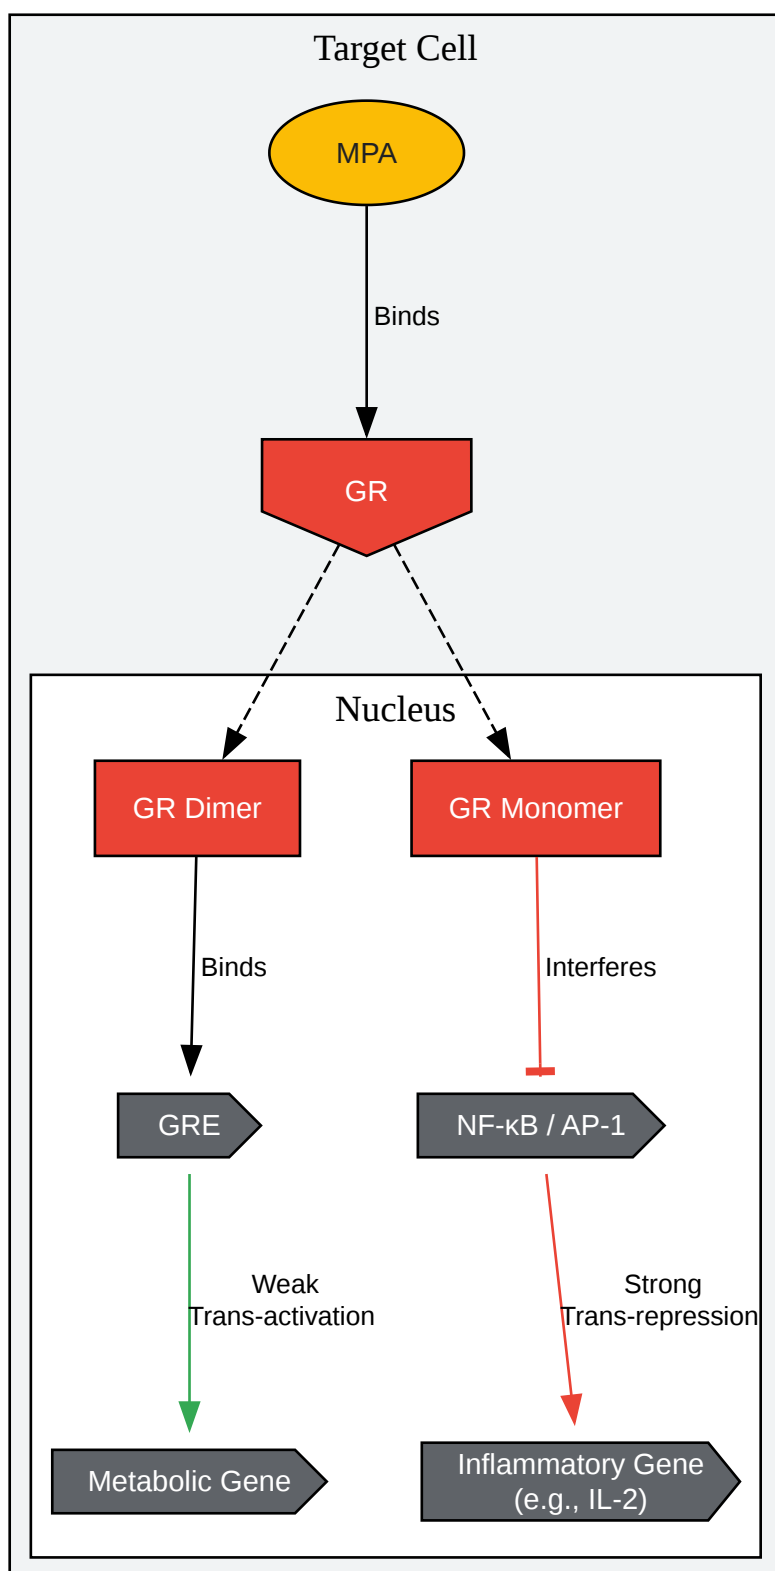 Target Cell
MPA
Binds
GR
Nucleus
GR Dimer
GR Monomer
Binds
Interferes
GRE
NF-κB / AP-1
Weak
Trans-activation
Strong
Trans-repression
Metabolic Gene
Inflammatory Gene
(e.g., IL-2)